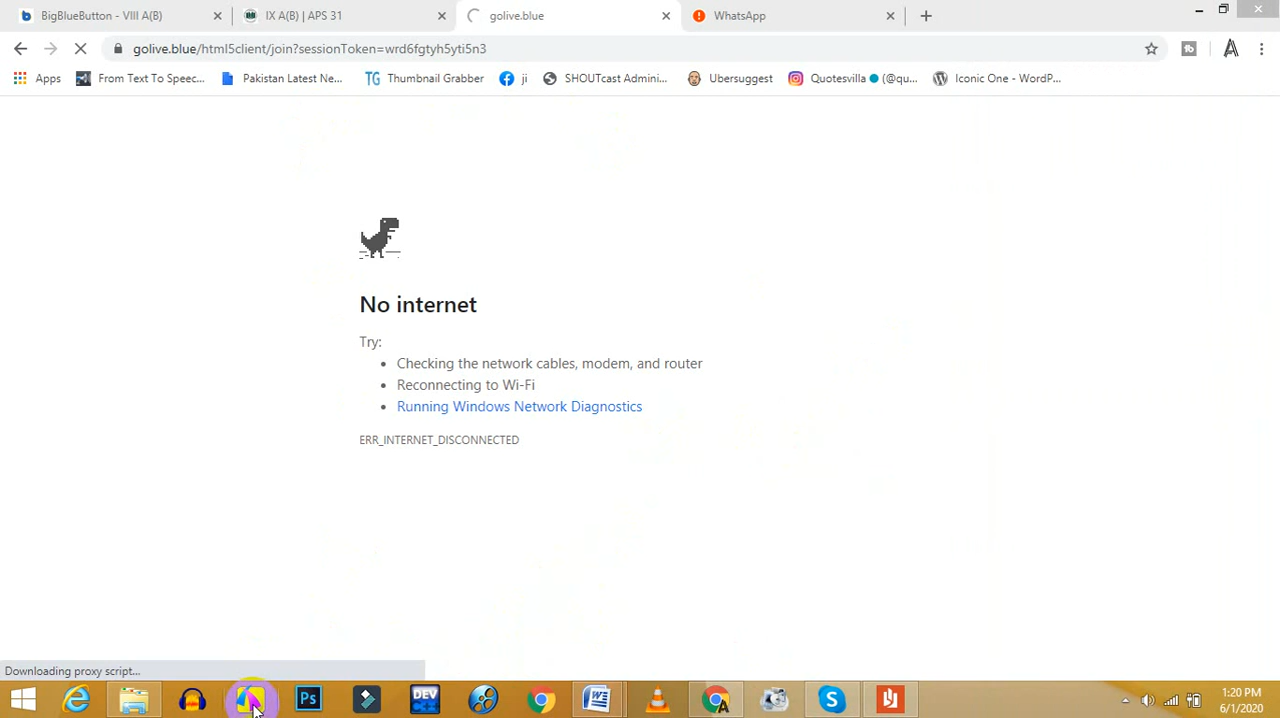 BigBlueButton - VIII A(B)
IX A(B) | APS 31
golive.blue
WhatsApp
golive.blue/html5client/join?sessionToken=wrd6fgtyh5yti5n3
Apps
From Text To Speec...
Pakistan Latest Ne...
TG Thumbnail Grabber
ji
SHOUTcast Admini...
Ubersuggest
Quotesvilla 🔵 (@qu...
Iconic One - WordP...
No internet
Try:
• Checking the network cables, modem, and router
• Reconnecting to Wi-Fi
• Running Windows Network Diagnostics
ERR_INTERNET_DISCONNECTED
Downloading proxy script...
Ps
DEV
1:20 PM
6/1/2020